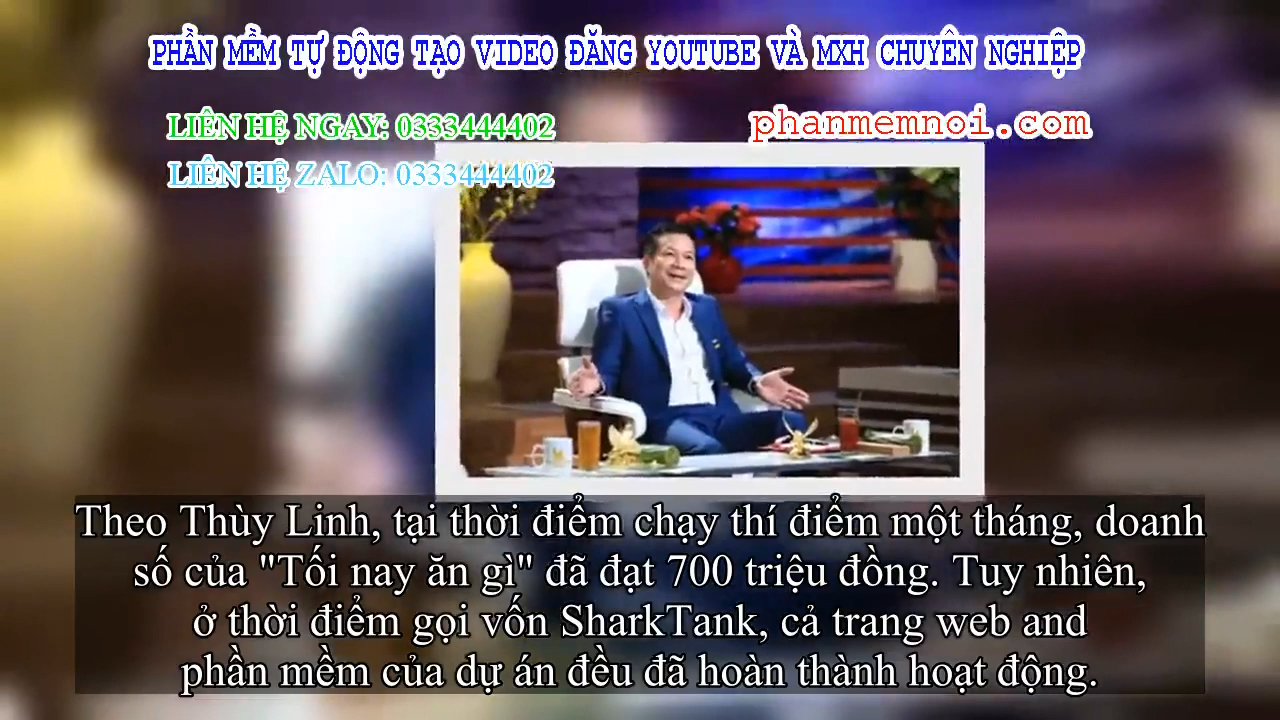 PHẦN MỀM TỰ ĐỘNG TẠO VIDEO ĐĂNG YOUTUBE VÀ MXH CHUYÊN NGHIỆP
LIÊN HỆ NGAY: 0333444402
phanmemnoi.com
LIÊN HỆ ZALO: 0333444402
Theo Thùy Linh, tại thời điểm chạy thí điểm một tháng, doanh
số của "Tối nay ăn gì" đã đạt 700 triệu đồng. Tuy nhiên,
ở thời điểm gọi vốn SharkTank, cả trang web and
phần mềm của dự án đều đã hoàn thành hoạt động.